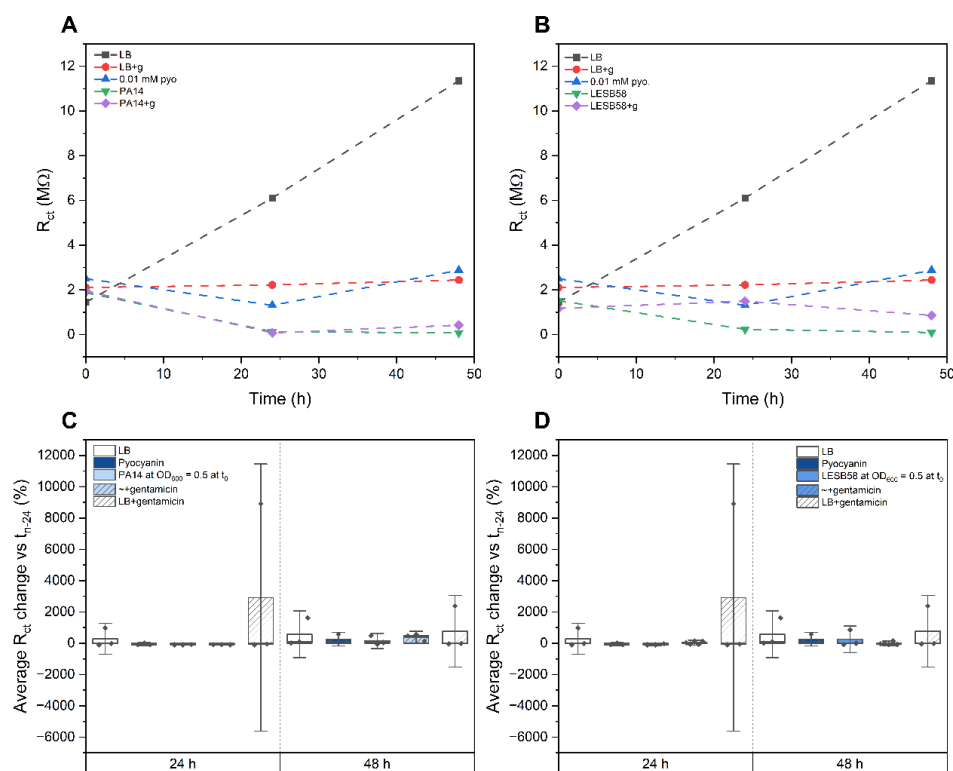 A
LB
LB+g
0.01 mM pyo
PA14
PA14+g
12
10
8
6
4
2
0
Rct (MΩ)
0 10 20 30 40 50
Time (h)
B
LB
LB+g
0.01 mM pyo.
LESB58
LESB58+g
12
10
8
6
4
2
0
Rct (MΩ)
0 10 20 30 40 50
Time (h)
C
LB
Pyocyanin
PA14 at OD600 = 0.5 at t0
~+gentamicin
LB+gentamicin
12000
10000
8000
6000
4000
2000
0
−2000
−4000
−6000
Average Rct change vs tn-24 (%)
24 h 48 h
D
LB
Pyocyanin
LESB58 at OD600 = 0.5 at t0
~+gentamicin
LB+gentamicin
12000
10000
8000
6000
4000
2000
0
−2000
−4000
−6000
Average Rct change vs tn-24 (%)
24 h 48 h